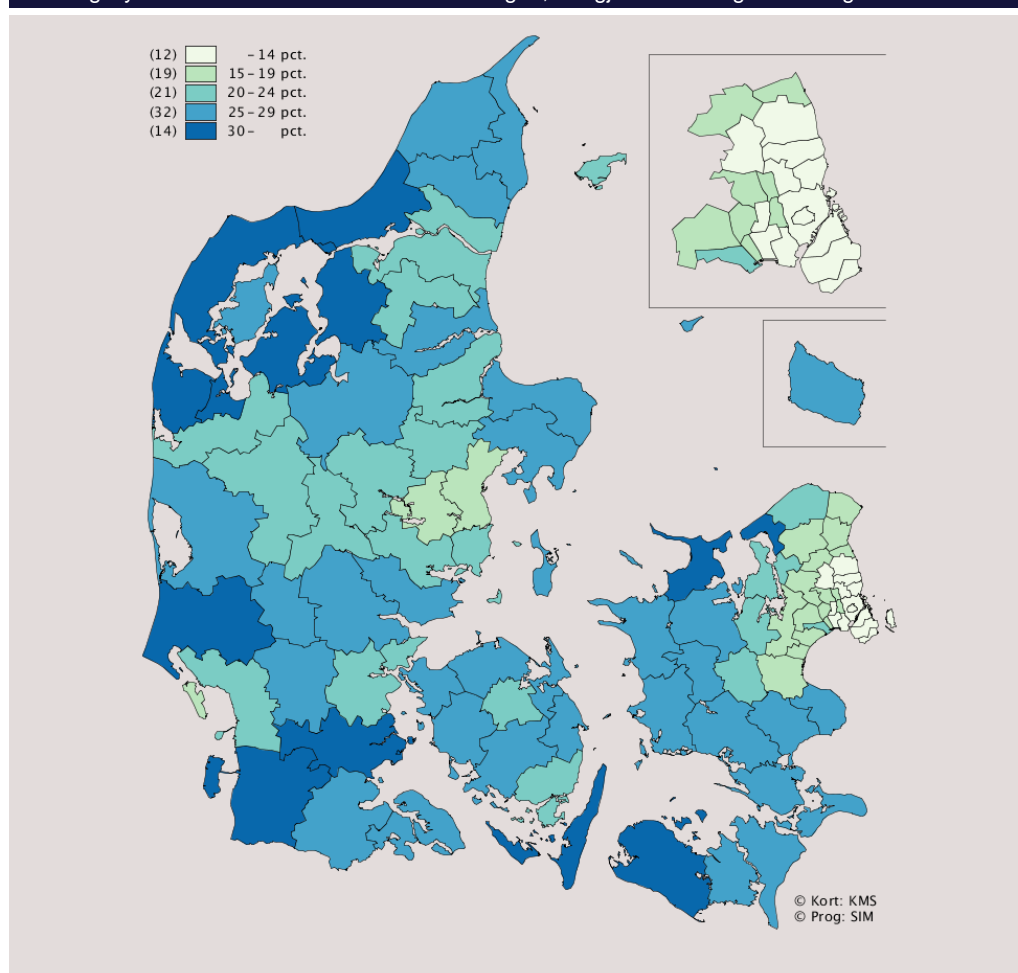 (12) – 14 pct.
(19) 15 – 19 pct.
(21) 20 – 24 pct.
(32) 25 – 29 pct.
(14) 30 – pct.
© Kort: KMS
© Prog: SIM